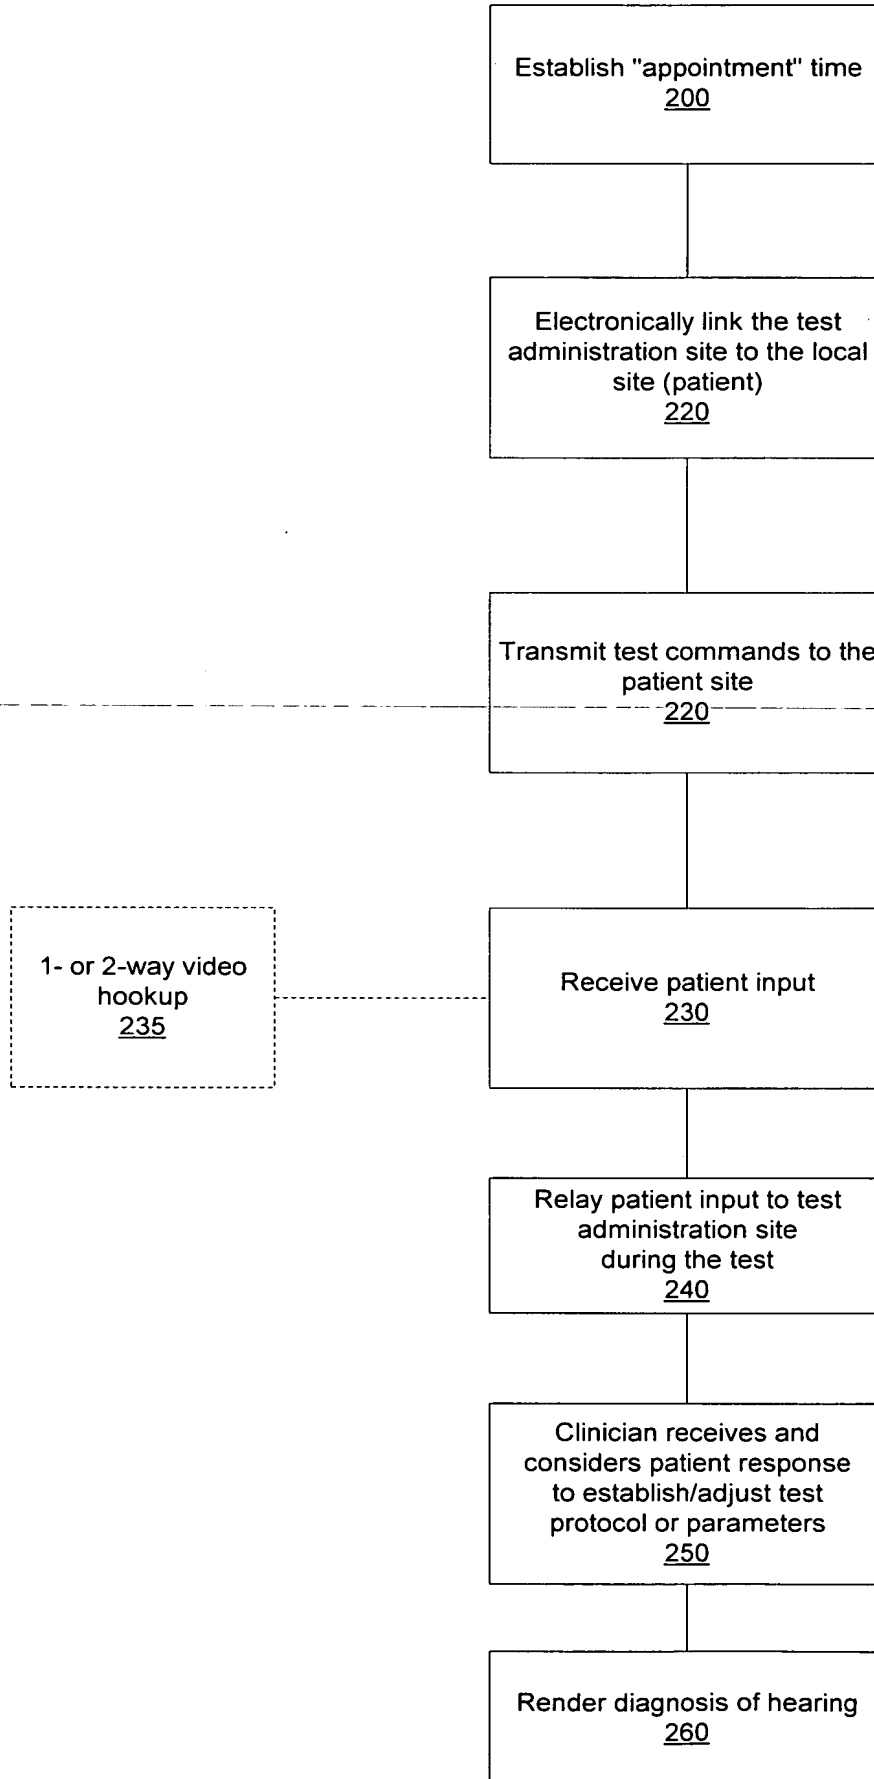 Establish "appointment" time
200
Electronically link the test
administration site to the local
site (patient)
220
Transmit test commands to the
patient site
220
1- or 2-way video
hookup
235
Receive patient input
230
Relay patient input to test
administration site
during the test
240
Clinician receives and
considers patient response
to establish/adjust test
protocol or parameters
250
Render diagnosis of hearing
260